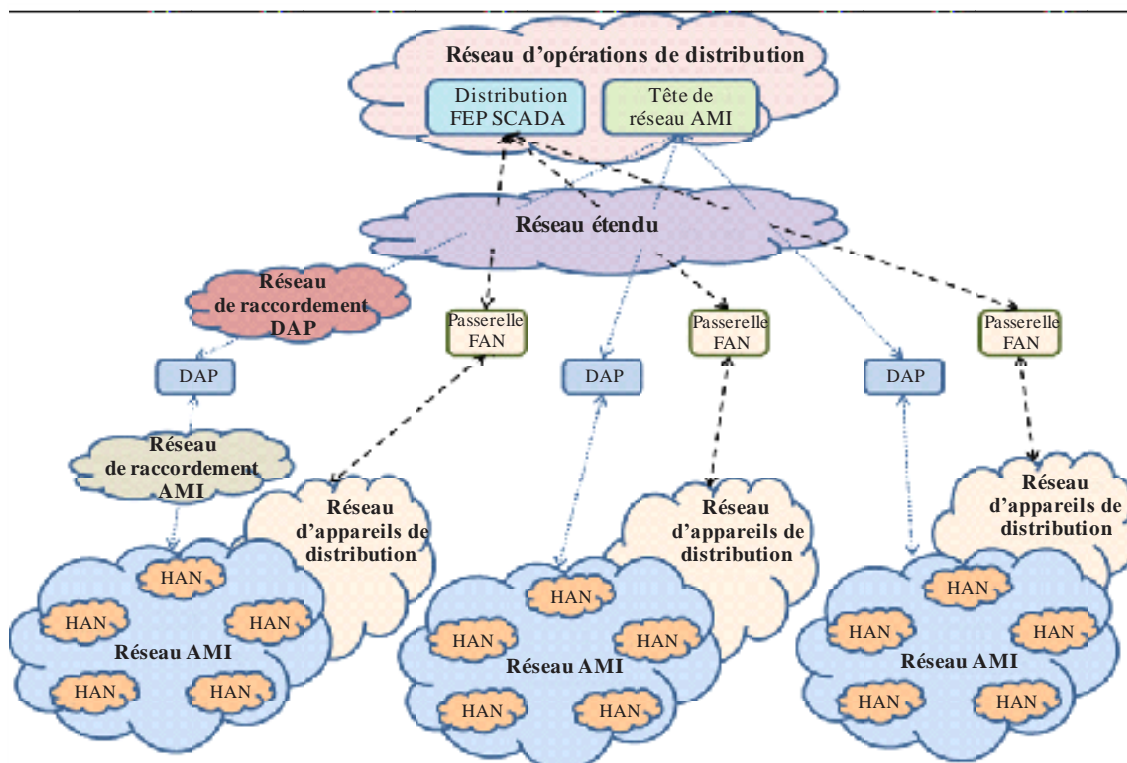 Réseau d'opérations de distribution
Distribution
FEP SCADA
Tête de
réseau AMI
Réseau étendu
Réseau
de raccordement
DAP
Passerelle
FAN
Passerelle
FAN
Passerelle
FAN
DAP
DAP
DAP
Réseau
de raccordement
AMI
Réseau
d'appareils de
distribution
Réseau
d'appareils de
distribution
Réseau
d'appareils de
distribution
HAN
HAN
HAN
Réseau AMI
HAN
HAN
HAN
HAN
HAN
Réseau AMI
HAN
HAN
HAN
HAN
HAN
Réseau AMI
HAN
HAN